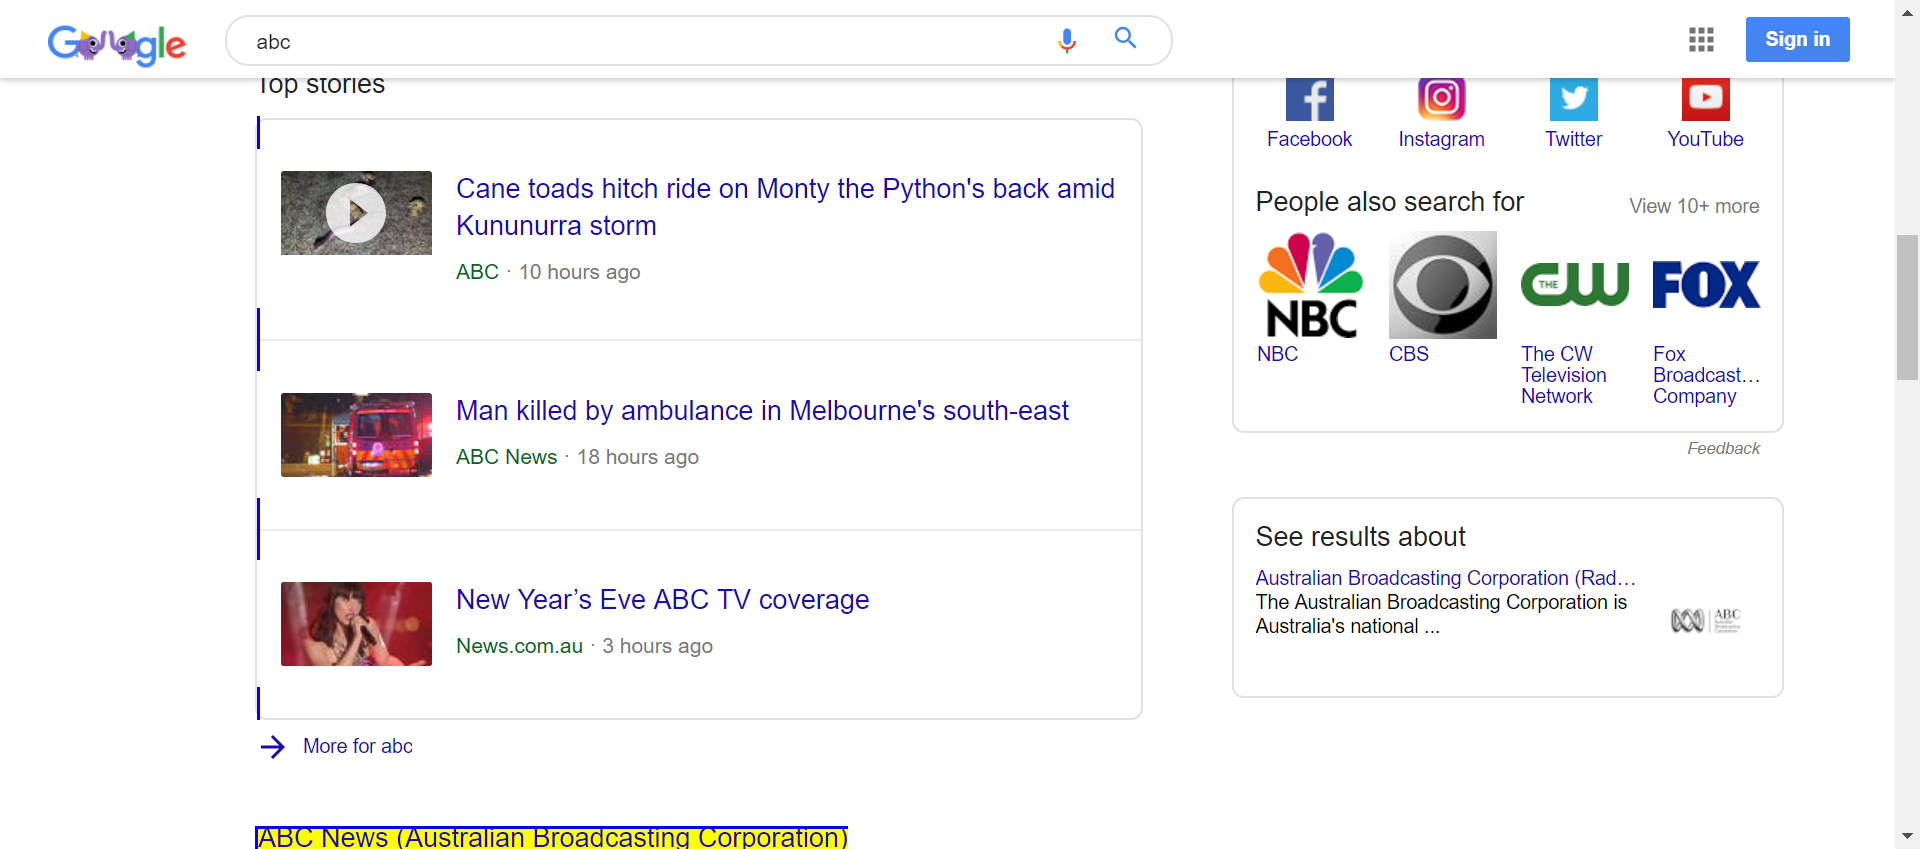 Google
abc
Sign in
Top stories
Cane toads hitch ride on Monty the Python's back amid
Kununurra storm
ABC · 10 hours ago
Man killed by ambulance in Melbourne's south-east
ABC News · 18 hours ago
New Year’s Eve ABC TV coverage
News.com.au · 3 hours ago
More for abc
ABC News (Australian Broadcasting Corporation)
Facebook
Instagram
Twitter
YouTube
People also search for
View 10+ more
NBC
THE CW
FOX
NBC
CBS
The CW
Television
Network
Fox
Broadcast…
Company
Feedback
See results about
Australian Broadcasting Corporation (Rad…
The Australian Broadcasting Corporation is
Australia's national ...
ABC